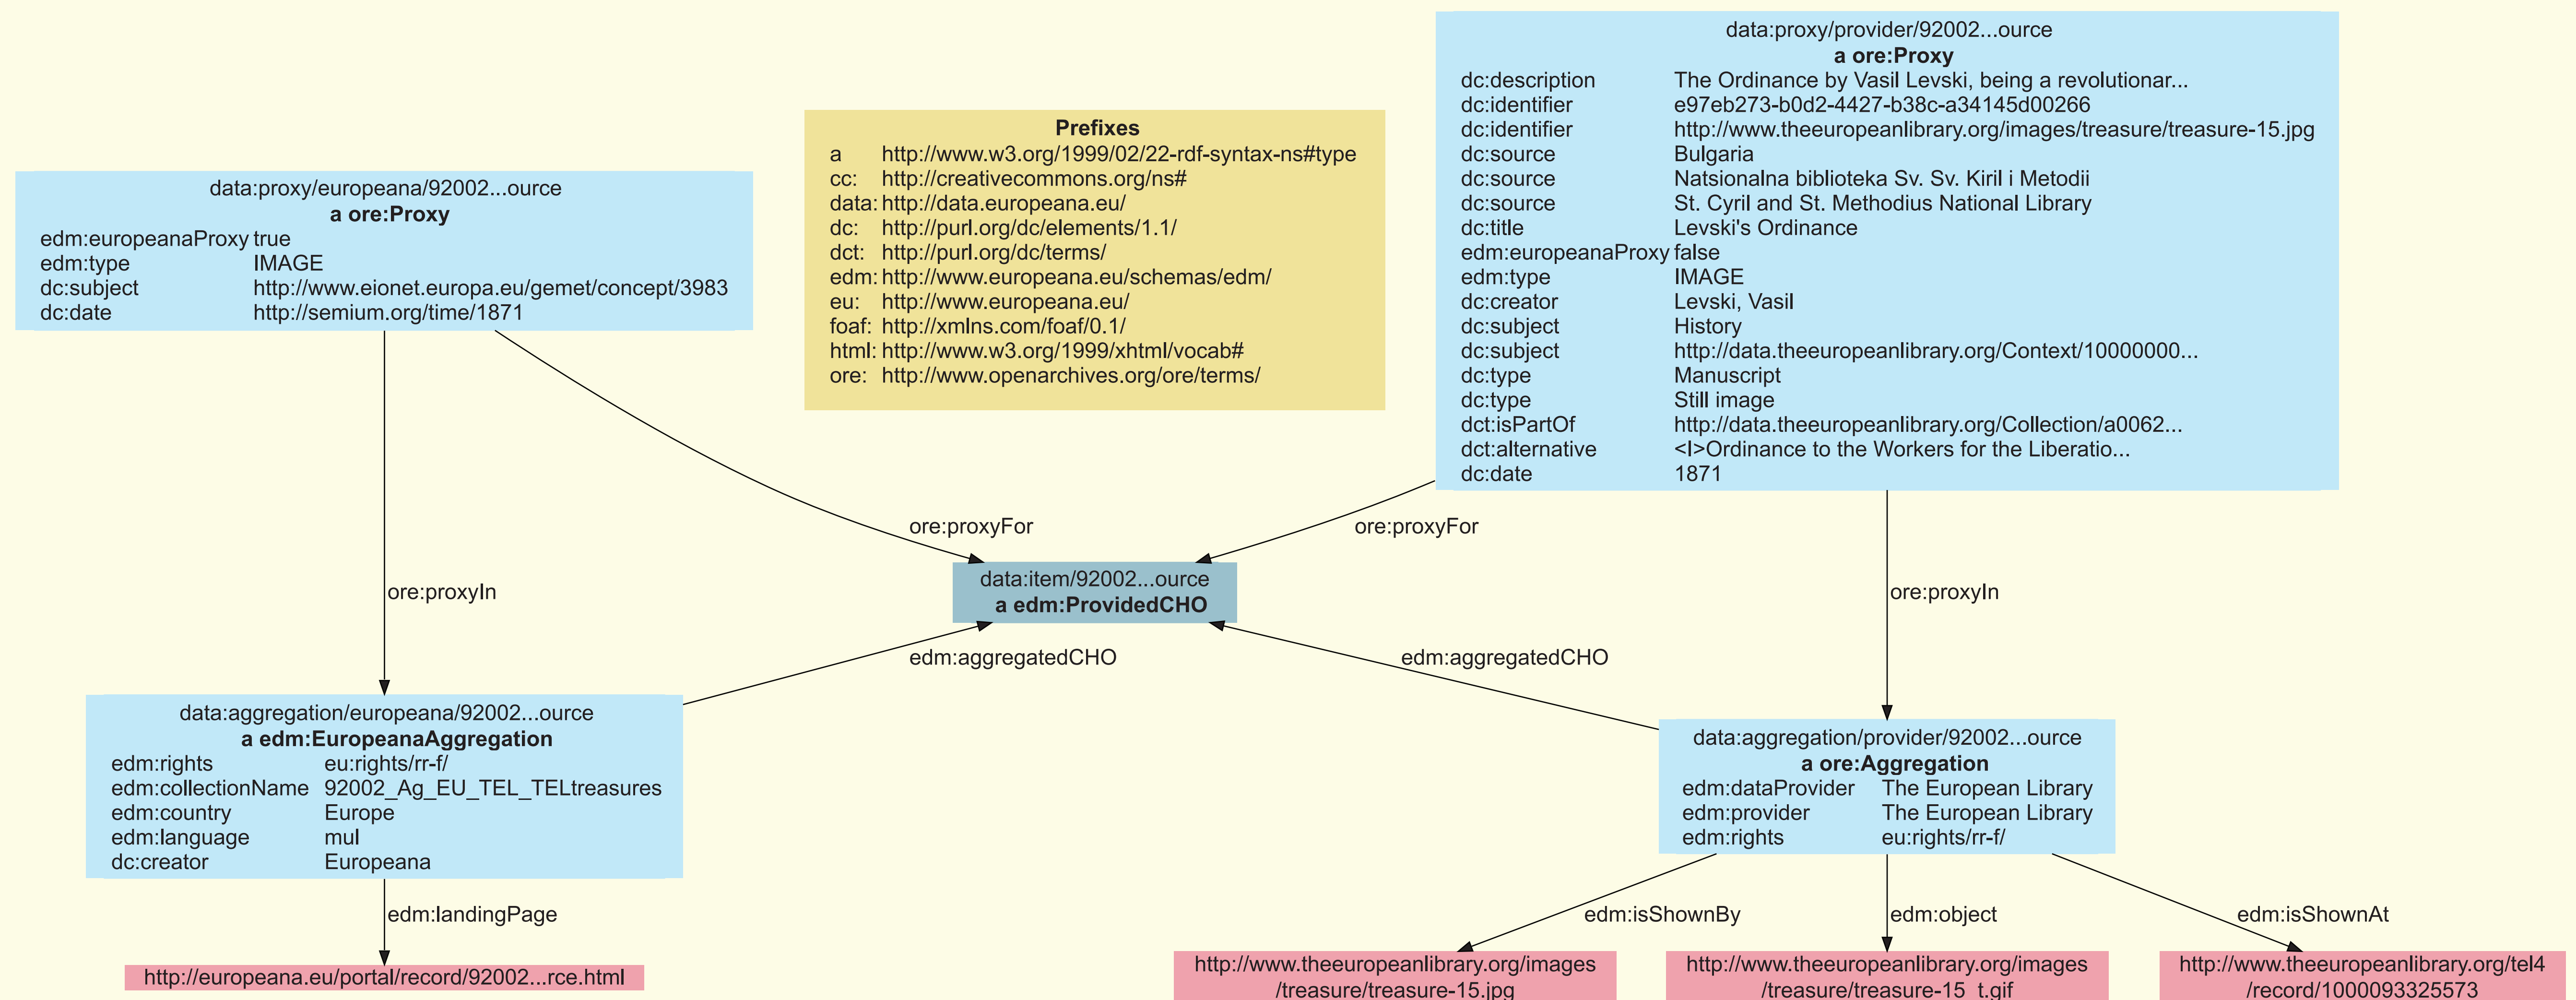 data:proxy/provider/92002...ource
a ore:Proxy
dc:description The Ordinance by Vasil Levski, being a revolutionar...
dc:identifier e97eb273-b0d2-4427-b38c-a34145d00266
dc:identifier http://www.theeuropeanlibrary.org/images/treasure/treasure-15.jpg
dc:source Bulgaria
dc:source Natsionalna biblioteka Sv. Sv. Kiril i Metodii
dc:source St. Cyril and St. Methodius National Library
dc:title Levski's Ordinance
edm:europeanaProxy false
edm:type IMAGE
dc:creator Levski, Vasil
dc:subject History
dc:subject http://data.theeuropeanlibrary.org/Context/10000000...
dc:type Manuscript
dc:type Still image
dct:isPartOf http://data.theeuropeanlibrary.org/Collection/a0062...
dct:alternative <I>Ordinance to the Workers for the Liberatio...
dc:date 1871
Prefixes
a http://www.w3.org/1999/02/22-rdf-syntax-ns#type
cc: http://creativecommons.org/ns#
data: http://data.europeana.eu/
dc: http://purl.org/dc/elements/1.1/
dct: http://purl.org/dc/terms/
edm: http://www.europeana.eu/schemas/edm/
eu: http://www.europeana.eu/
foaf: http://xmlns.com/foaf/0.1/
html: http://www.w3.org/1999/xhtml/vocab#
ore: http://www.openarchives.org/ore/terms/
data:proxy/europeana/92002...ource
a ore:Proxy
edm:europeanaProxy true
edm:type IMAGE
dc:subject http://www.eionet.europa.eu/gemet/concept/3983
dc:date http://semium.org/time/1871
ore:proxyFor
ore:proxyFor
ore:proxyIn
data:item/92002...ource
a edm:ProvidedCHO
ore:proxyIn
edm:aggregatedCHO
edm:aggregatedCHO
data:aggregation/europeana/92002...ource
a edm:EuropeanaAggregation
edm:rights eu:rights/rr-f/
edm:collectionName 92002_Ag_EU_TEL_TELtreasures
edm:country Europe
edm:language mul
dc:creator Europeana
data:aggregation/provider/92002...ource
a ore:Aggregation
edm:dataProvider The European Library
edm:provider The European Library
edm:rights eu:rights/rr-f/
edm:landingPage
edm:isShownBy
edm:object
edm:isShownAt
http://europeana.eu/portal/record/92002...rce.html
http://www.theeuropeanlibrary.org/images
/treasure/treasure-15.jpg
http://www.theeuropeanlibrary.org/images
/treasure/treasure-15_t.gif
http://www.theeuropeanlibrary.org/tel4
/record/1000093325573